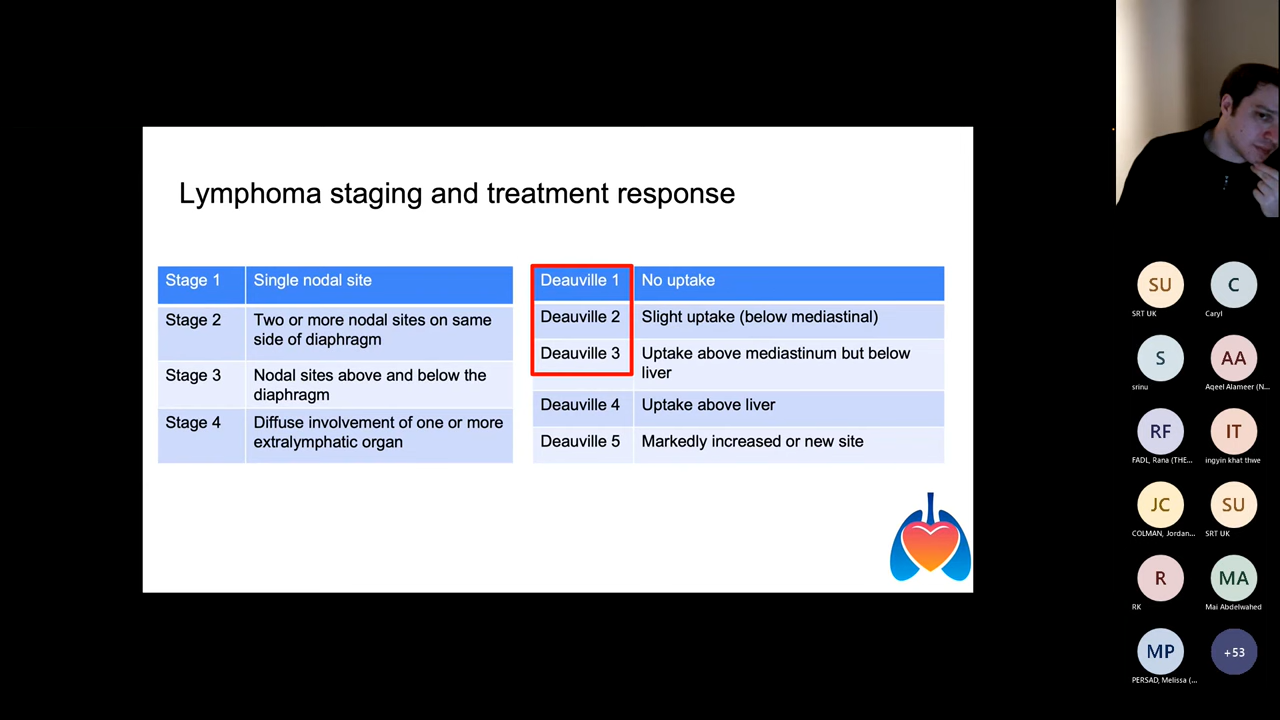 Lymphoma staging and treatment response
Stage 1 Single nodal site
Stage 2 Two or more nodal sites on same
side of diaphragm
Stage 3 Nodal sites above and below the
diaphragm
Stage 4 Diffuse involvement of one or more
extralymphatic organ
Deauville 1 No uptake
Deauville 2 Slight uptake (below mediastinal)
Deauville 3 Uptake above mediastinum but below
liver
Deauville 4 Uptake above liver
Deauville 5 Markedly increased or new site
SU C
SRT UK Caryl
S AA
srinu Aqeel Alameer (N...
RF IT
FADL, Rana (THE... ingyin khat thwe
JC SU
COLMAN, Jordan... SRT UK
R MA
RK Mai Abdelwahed
MP +53
PERSAD, Melissa (...